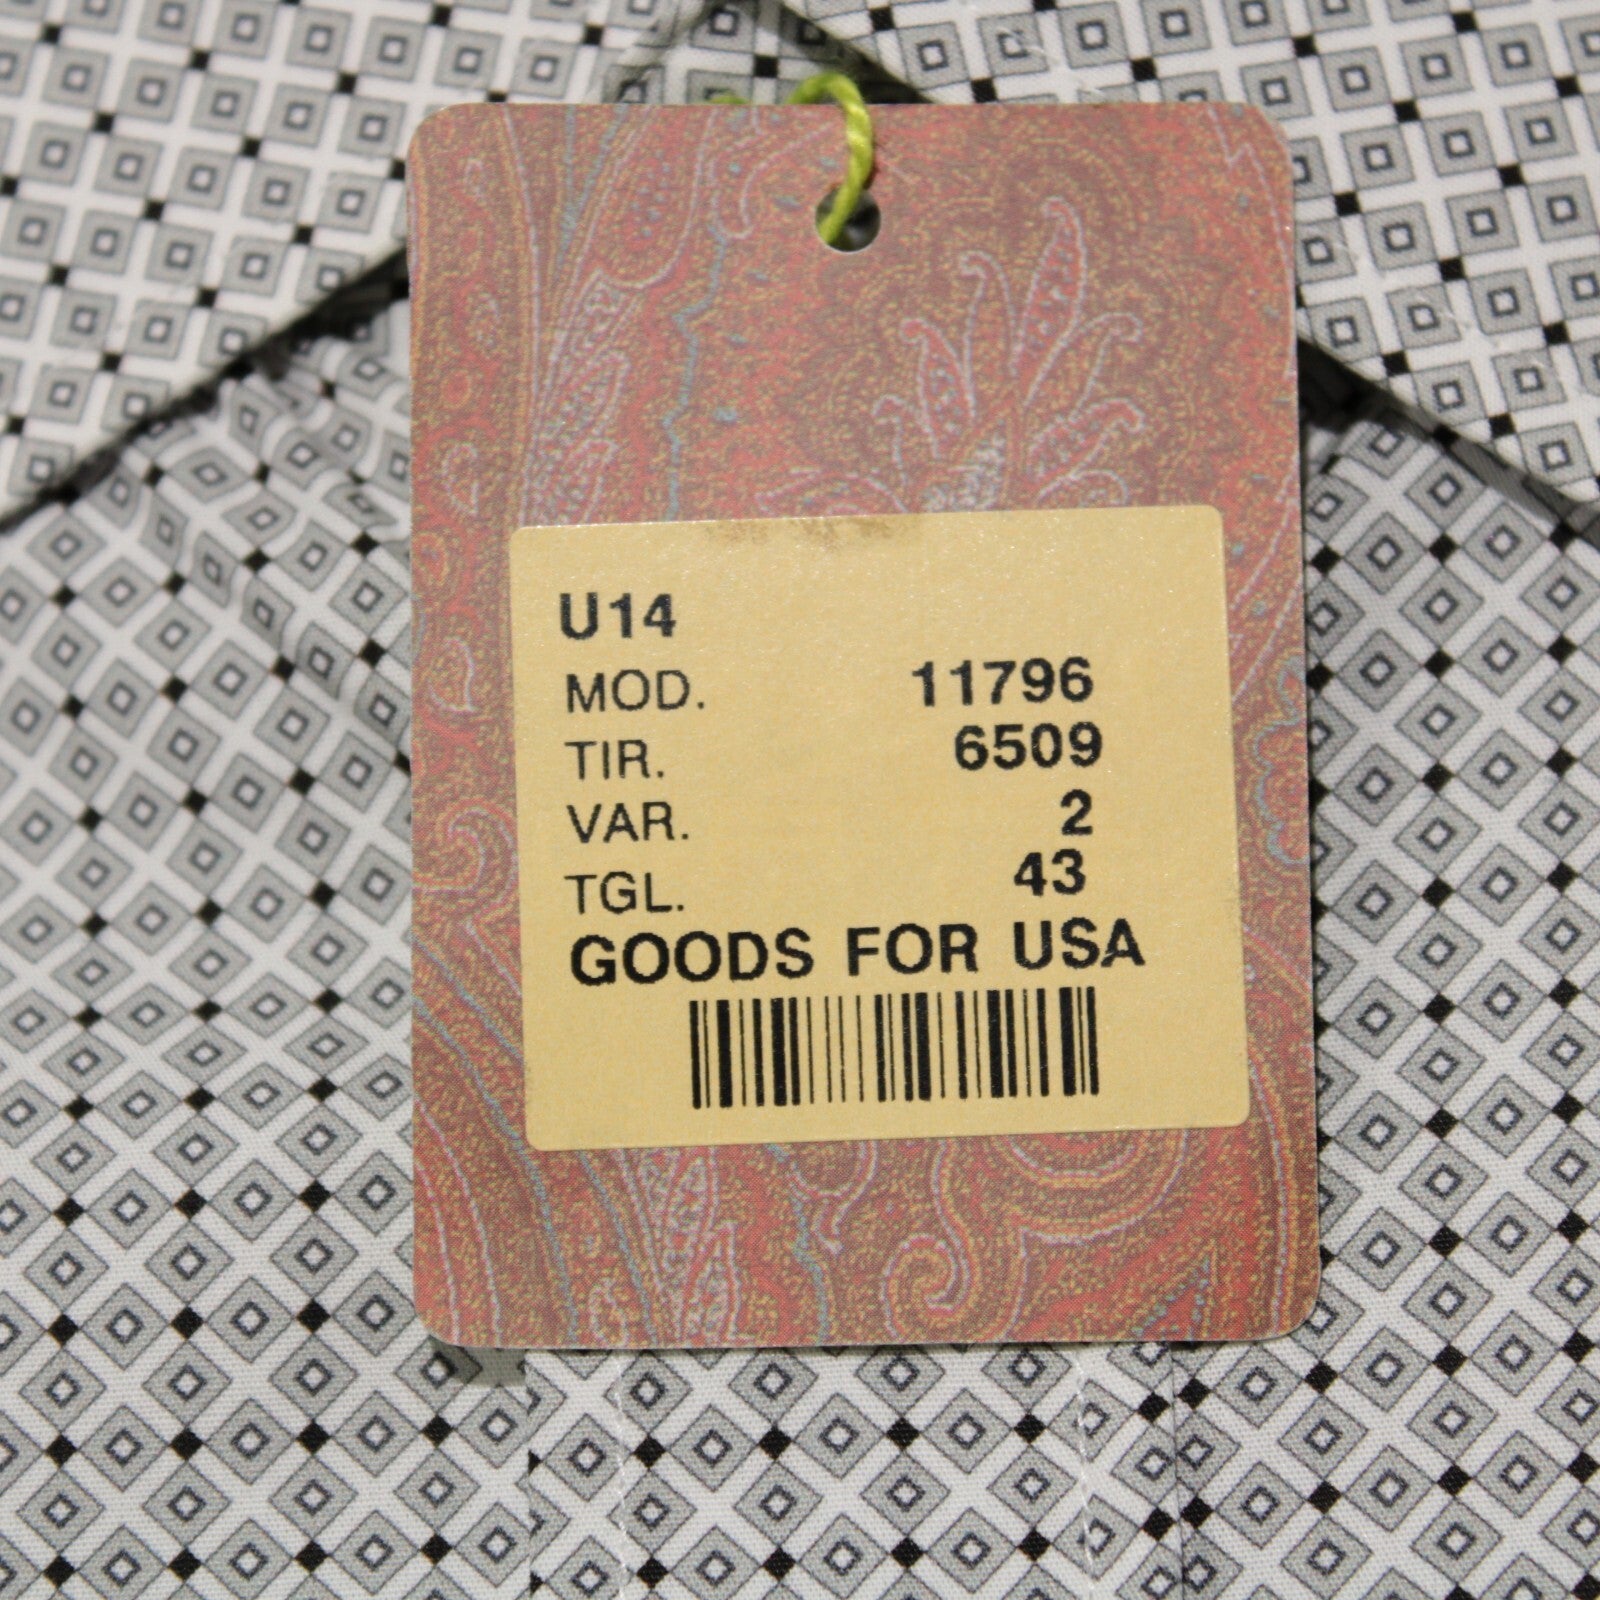 U14
MOD. 11796
TIR. 6509
VAR. 2
TGL. 43
GOODS FOR USA